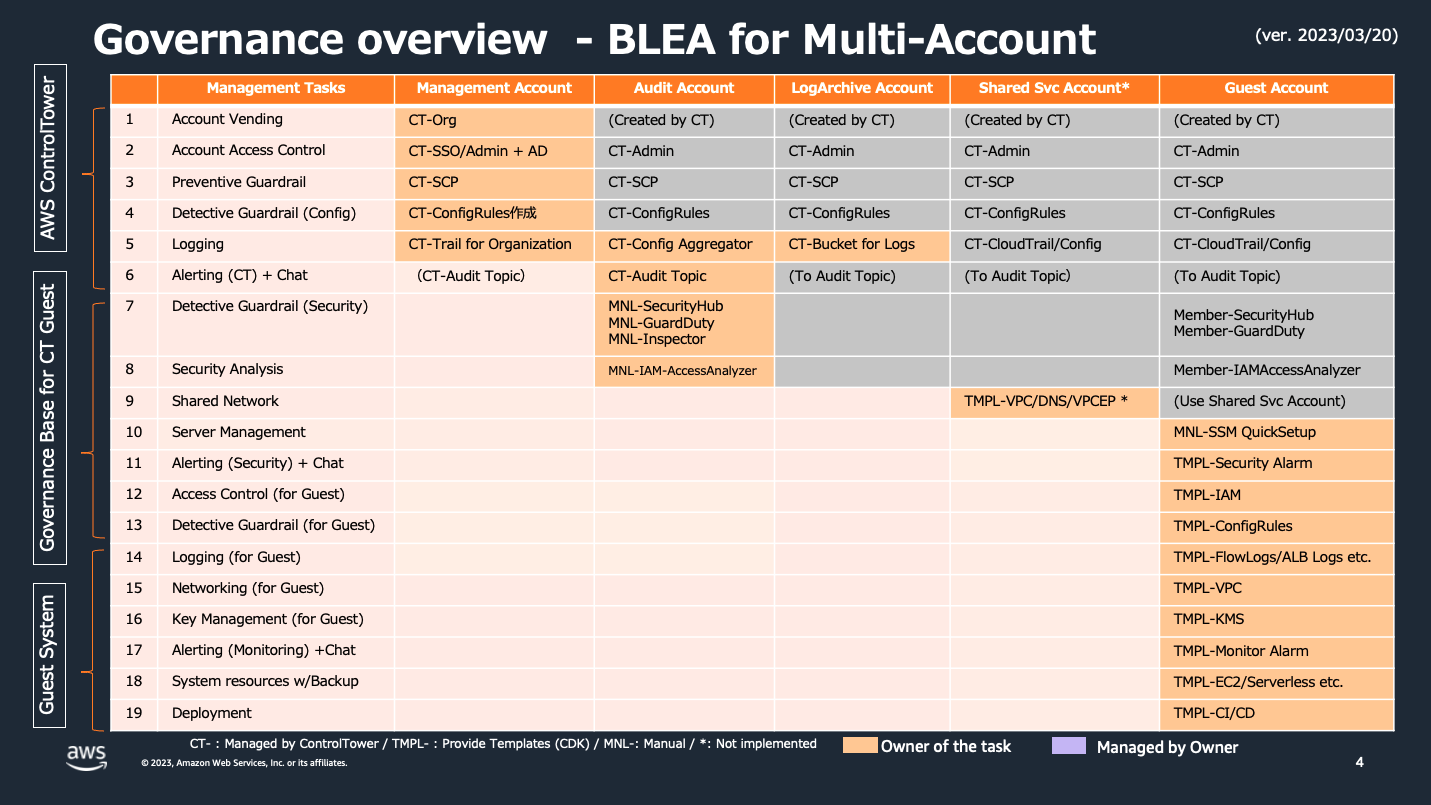 Governance overview - BLEA for Multi-Account
(ver. 2023/03/20)
AWS ControlTower
Governance Base for CT Guest
Guest System
Management Tasks Management Account Audit Account LogArchive Account Shared Svc Account* Guest Account
1 Account Vending CT-Org (Created by CT) (Created by CT) (Created by CT) (Created by CT)
2 Account Access Control CT-SSO/Admin + AD CT-Admin CT-Admin CT-Admin CT-Admin
3 Preventive Guardrail CT-SCP CT-SCP CT-SCP CT-SCP CT-SCP
4 Detective Guardrail (Config) CT-ConfigRules作成 CT-ConfigRules CT-ConfigRules CT-ConfigRules CT-ConfigRules
5 Logging CT-Trail for Organization CT-Config Aggregator CT-Bucket for Logs CT-CloudTrail/Config CT-CloudTrail/Config
6 Alerting (CT) + Chat （CT-Audit Topic） CT-Audit Topic (To Audit Topic) (To Audit Topic） (To Audit Topic)
7 Detective Guardrail (Security)
MNL-SecurityHub
MNL-GuardDuty
MNL-Inspector
Member-SecurityHub
Member-GuardDuty
8 Security Analysis MNL-IAM-AccessAnalyzer Member-IAMAccessAnalyzer
9 Shared Network TMPL-VPC/DNS/VPCEP * (Use Shared Svc Account)
10 Server Management MNL-SSM QuickSetup
11 Alerting (Security) + Chat TMPL-Security Alarm
12 Access Control (for Guest) TMPL-IAM
13 Detective Guardrail (for Guest) TMPL-ConfigRules
14 Logging (for Guest) TMPL-FlowLogs/ALB Logs etc.
15 Networking (for Guest) TMPL-VPC
16 Key Management (for Guest) TMPL-KMS
17 Alerting (Monitoring) +Chat TMPL-Monitor Alarm
18 System resources w/Backup TMPL-EC2/Serverless etc.
19 Deployment TMPL-CI/CD
CT- : Managed by ControlTower / TMPL- : Provide Templates (CDK) / MNL-: Manual / *: Not implemented
Owner of the task
Managed by Owner
aws
© 2023, Amazon Web Services, Inc. or its affiliates.
4